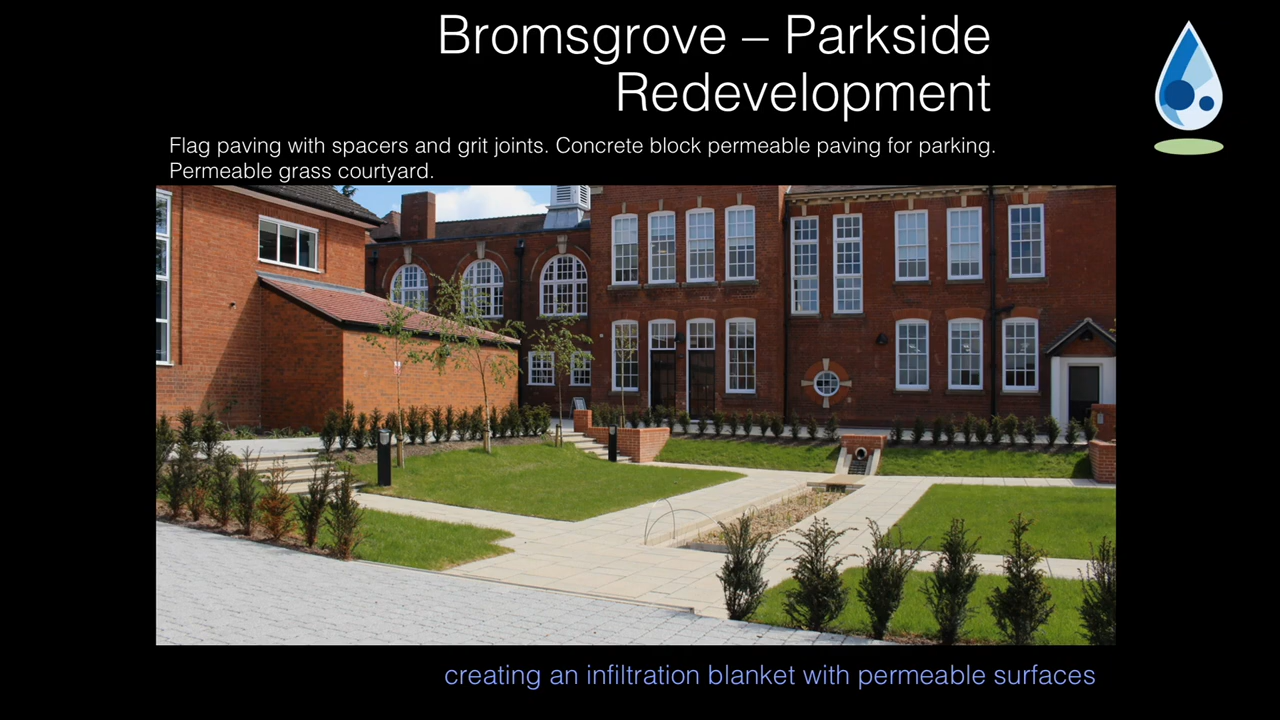 Bromsgrove – Parkside
Redevelopment
Flag paving with spacers and grit joints. Concrete block permeable paving for parking.
Permeable grass courtyard.
creating an infiltration blanket with permeable surfaces